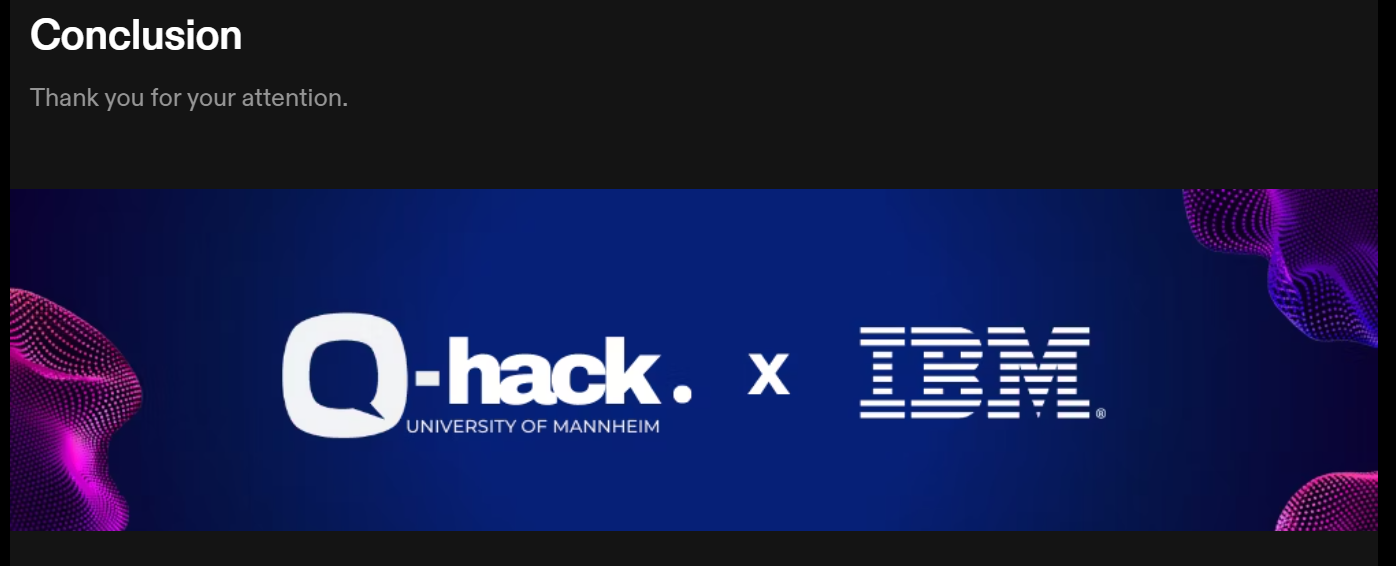 Conclusion
Thank you for your attention.
Q-hack. x IBM®
UNIVERSITY OF MANNHEIM